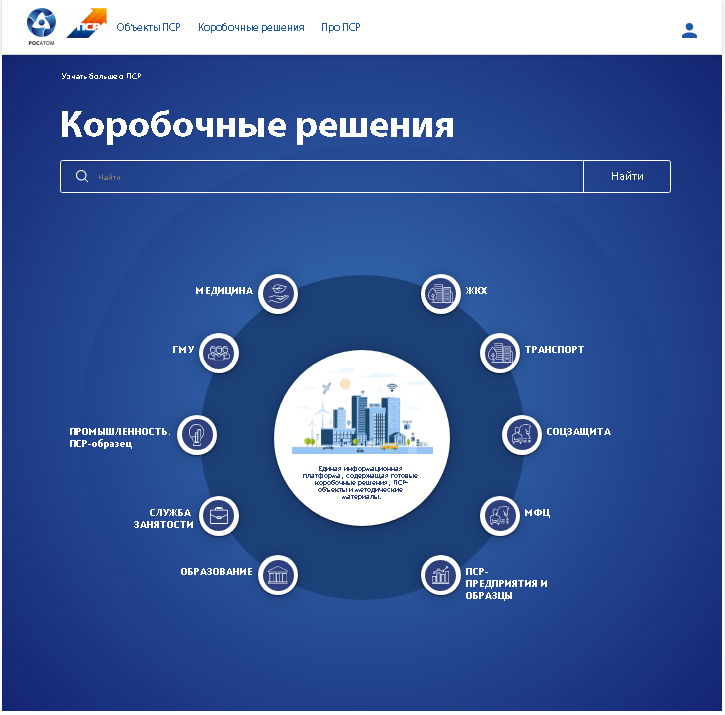 РОСАТОМ
ПСР
Объекты ПСР
Коробочные решения
Про ПСР
Узнать больше о ПСР
Коробочные решения
Найти
Найти
МЕДИЦИНА
ЖКХ
ГМУ
ТРАНСПОРТ
ПРОМЫШЛЕННОСТЬ.
ПСР-образец
СОЦЗАЩИТА
Единая информационная
платформа, содержащая готовые
коробочные решения, ПСР-
объекты и методические
материалы.
СЛУЖБА
ЗАНЯТОСТИ
МФЦ
ОБРАЗОВАНИЕ
ПСР-
ПРЕДПРИЯТИЯ И
ОБРАЗЦЫ